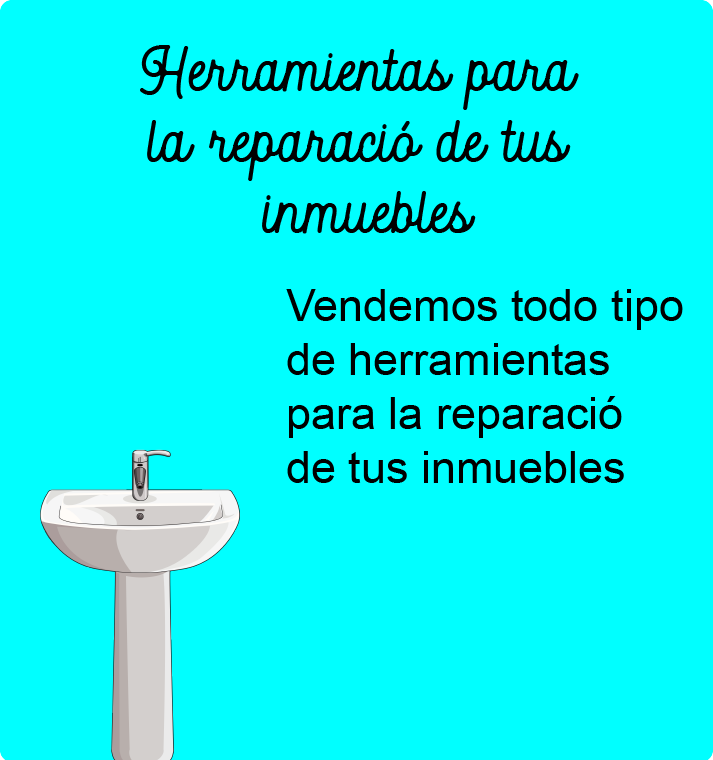 Herramientas para
la reparació de tus
inmuebles
Vendemos todo tipo
de herramientas
para la reparació
de tus inmuebles